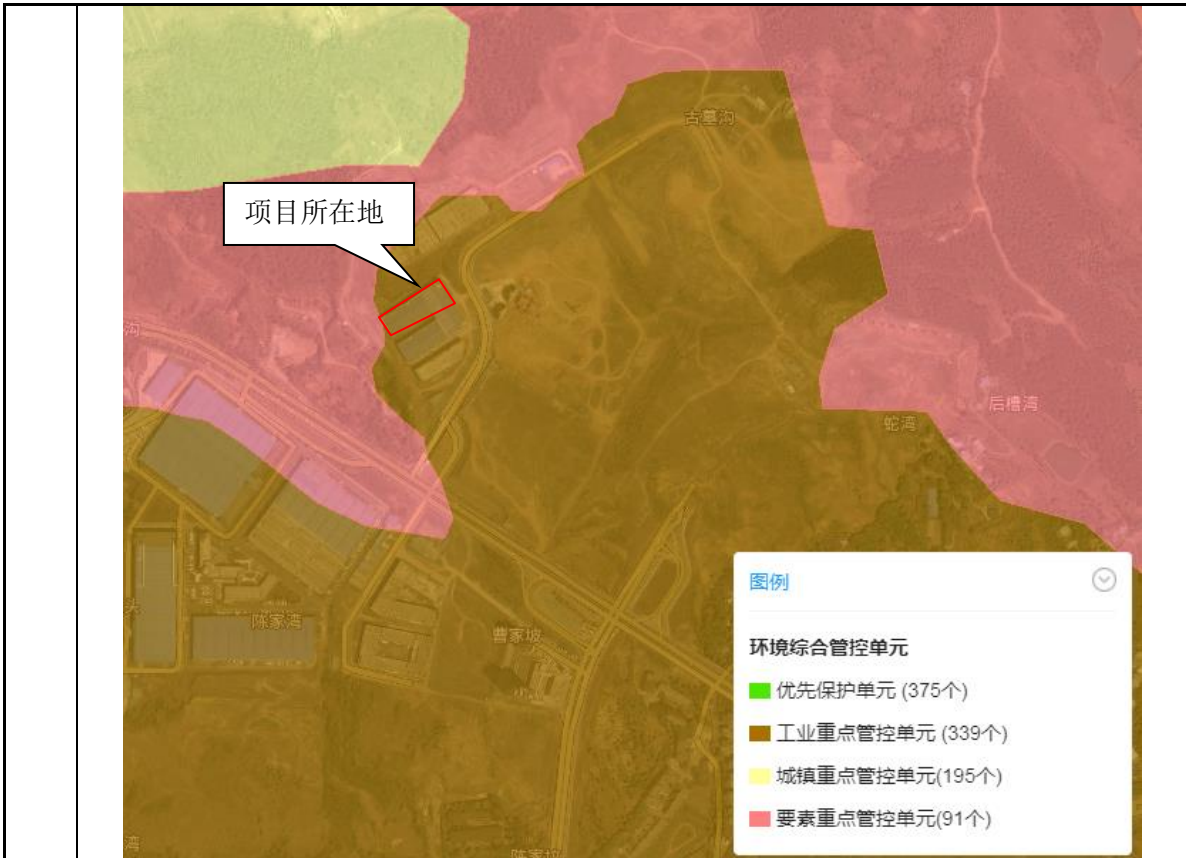 古墓沟
项目所在地
沟
后槽湾
蛇湾
头
陈家湾
曹家坡
图例
环境综合管控单元
优先保护单元 (375个)
工业重点管控单元 (339个)
城镇重点管控单元(195个)
要素重点管控单元(91个)
湾